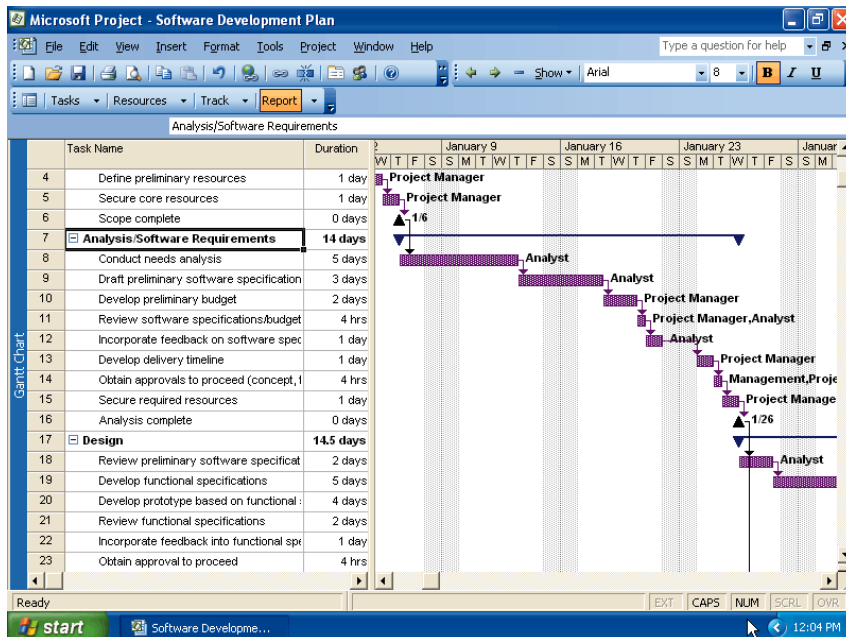 Microsoft Project - Software Development Plan
File Edit View Insert Format Tools Project Window Help Type a question for help
Show Arial 8 B I U
Tasks Resources Track Report
Analysis/Software Requirements
Task Name Duration 2 January 9 January 16 January 23 Januar
W T F S S M T W T F S S M T W T F S S M T W T F S S M
4 Define preliminary resources 1 day Project Manager
5 Secure core resources 1 day Project Manager
6 Scope complete 0 days 1/6
7 Analysis/Software Requirements 14 days
8 Conduct needs analysis 5 days Analyst
9 Draft preliminary software specification 3 days Analyst
10 Develop preliminary budget 2 days Project Manager
11 Review software specifications/budget 4 hrs Project Manager,Analyst
12 Incorporate feedback on software spec 1 day Analyst
13 Develop delivery timeline 1 day Project Manager
14 Obtain approvals to proceed (concept, 4 hrs Management,Proje
15 Secure required resources 1 day Project Manage
16 Analysis complete 0 days 1/26
17 Design 14.5 days
18 Review preliminary software specificat 2 days Analyst
19 Develop functional specifications 5 days
20 Develop prototype based on functional 4 days
21 Review functional specifications 2 days
22 Incorporate feedback into functional spe 1 day
23 Obtain approval to proceed 4 hrs
Gantt Chart
Ready EXT CAPS NUM SCRL OVR
start Software Developme... 12:04 PM